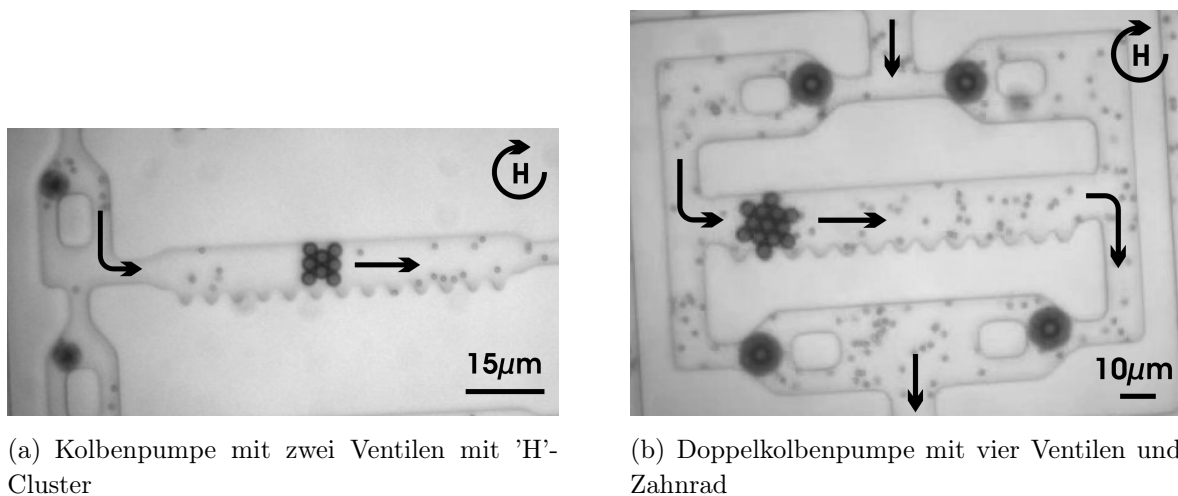 H
15µm
H
10µm
(a) Kolbenpumpe mit zwei Ventilen mit 'H'-
Cluster
(b) Doppelkolbenpumpe mit vier Ventilen und
Zahnrad